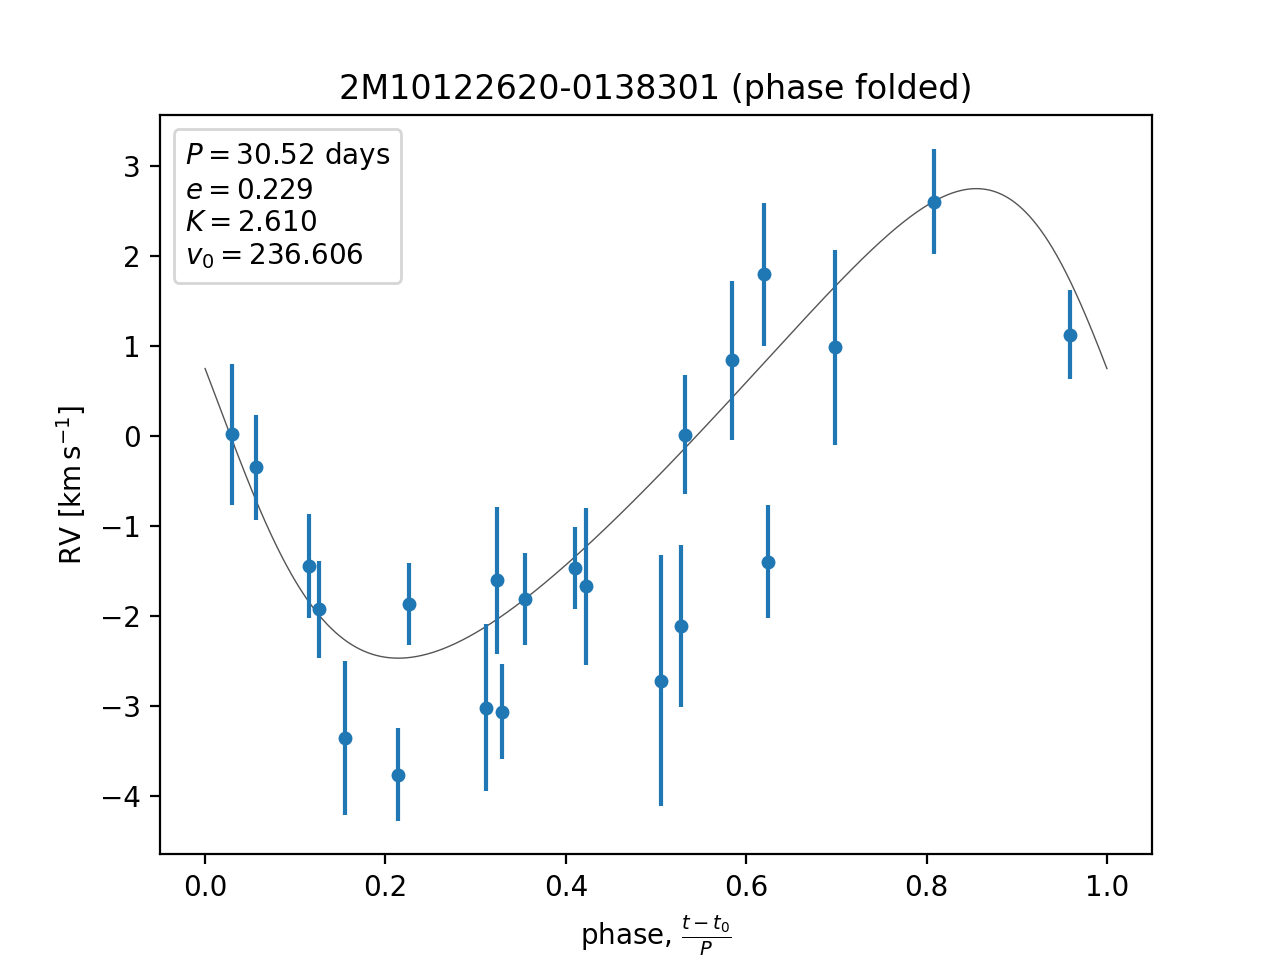 2M10122620-0138301 (phase folded)
P = 30.52 days
e = 0.229
K = 2.610
v₀ = 236.606
3
2
1
0
−1
−2
−3
−4
RV [km s⁻¹]
0.0 0.2 0.4 0.6 0.8 1.0
phase, (t − t₀)/P